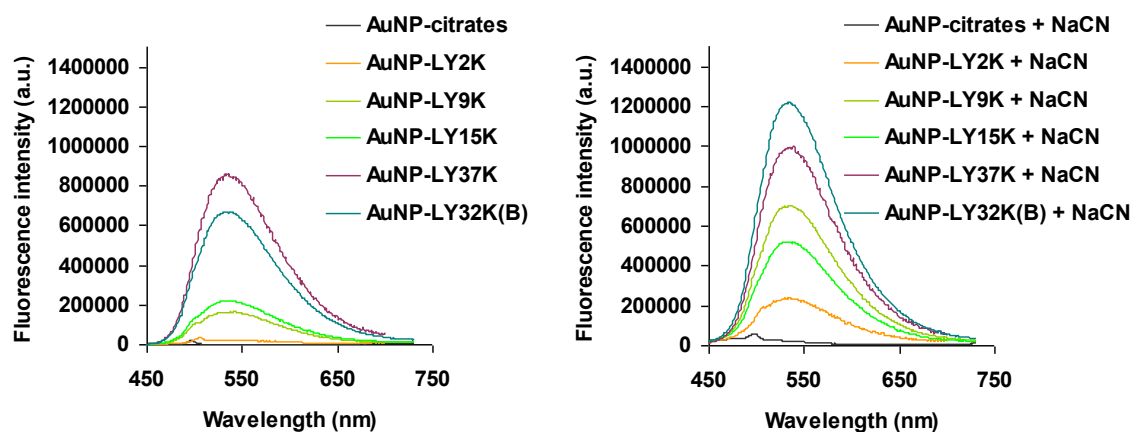 AuNP-citrates
AuNP-LY2K
AuNP-LY9K
AuNP-LY15K
AuNP-LY37K
AuNP-LY32K(B)
Fluorescence intensity (a.u.)
1400000
1200000
1000000
800000
600000
400000
200000
0
450
550
650
750
Wavelength (nm)
AuNP-citrates + NaCN
AuNP-LY2K + NaCN
AuNP-LY9K + NaCN
AuNP-LY15K + NaCN
AuNP-LY37K + NaCN
AuNP-LY32K(B) + NaCN
Fluorescence intensity (a.u.)
1400000
1200000
1000000
800000
600000
400000
200000
0
450
550
650
750
Wavelength (nm)